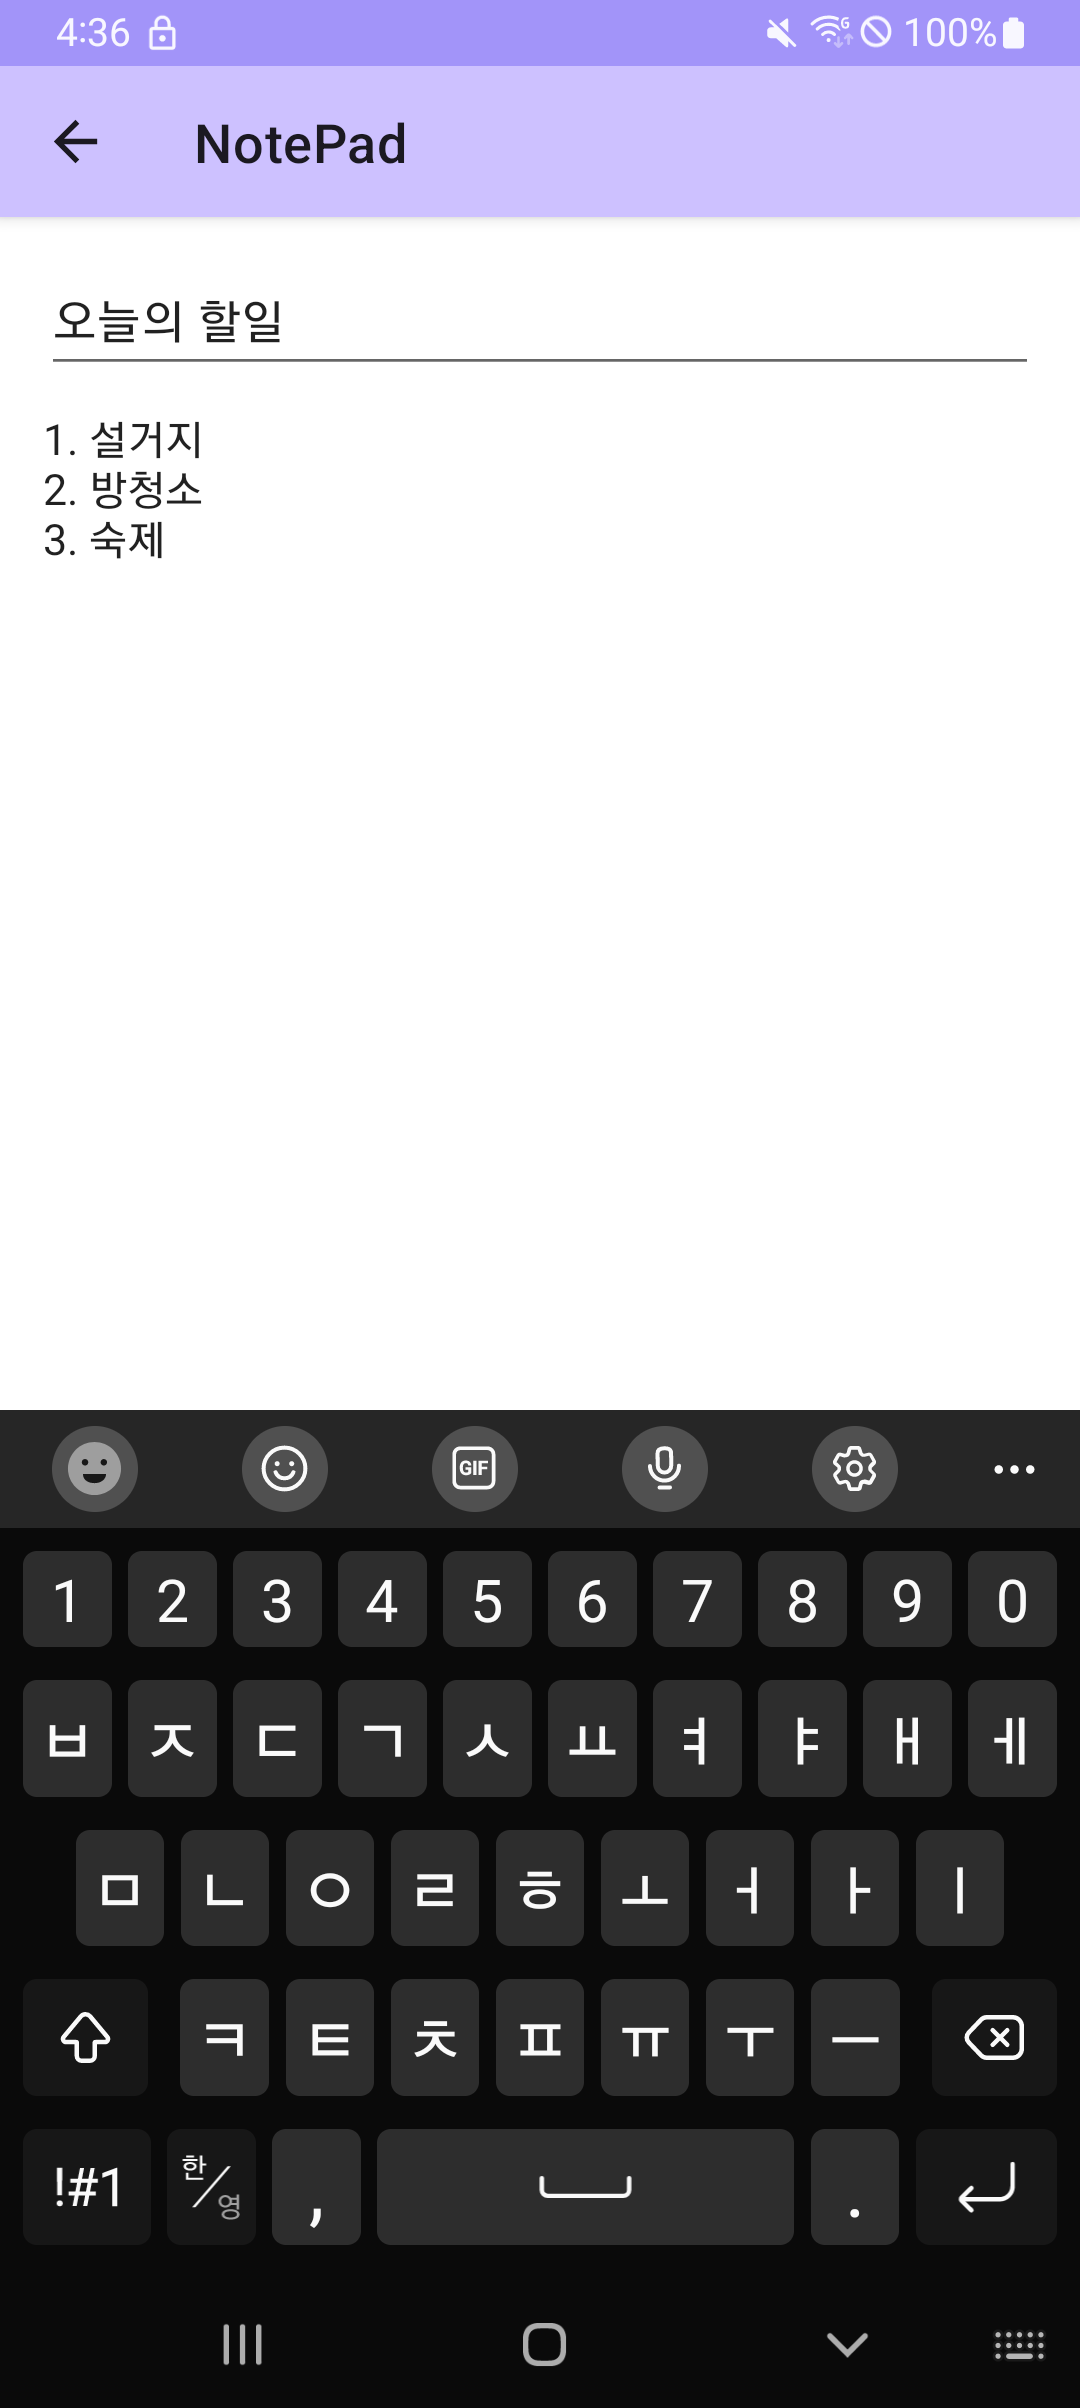 4:36 100%
NotePad
오늘의 할일
1. 설거지
2. 방청소
3. 숙제
GIF
1 2 3 4 5 6 7 8 9 0
ㅂ ㅈ ㄷ ㄱ ㅅ ㅛ ㅕ ㅑ ㅐ ㅔ
ㅁ ㄴ ㅇ ㄹ ㅎ ㅗ ㅓ ㅏ ㅣ
ㅋ ㅌ ㅊ ㅍ ㅠ ㅜ ㅡ
!#1 한/영 , .